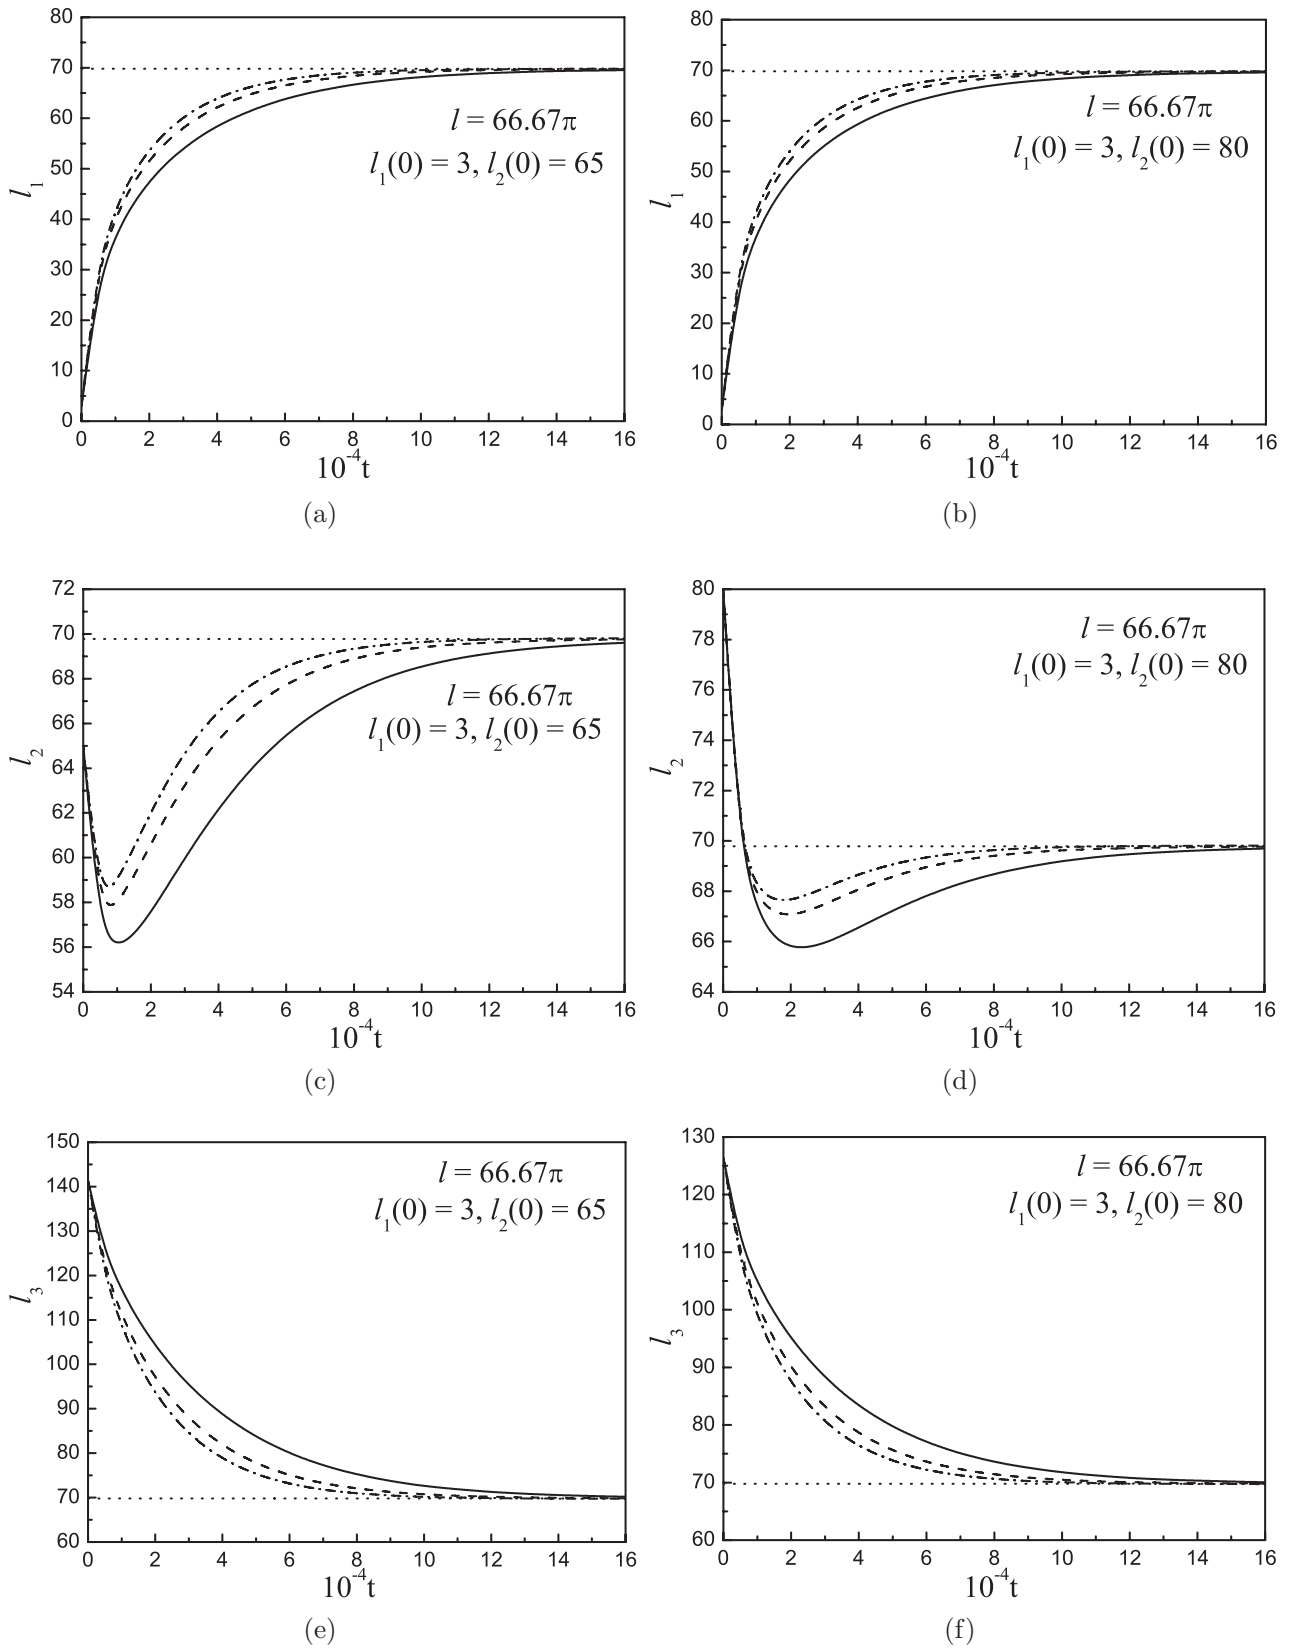 80
70
60
50
40
30
20
10
0
l₁
l = 66.67π
l₁(0) = 3, l₂(0) = 65
0 2 4 6 8 10 12 14 16
10⁻⁴t
(a)
80
70
60
50
40
30
20
10
0
l₁
l = 66.67π
l₁(0) = 3, l₂(0) = 80
0 2 4 6 8 10 12 14 16
10⁻⁴t
(b)
72
70
68
66
64
62
60
58
56
54
l₂
l = 66.67π
l₁(0) = 3, l₂(0) = 65
0 2 4 6 8 10 12 14 16
10⁻⁴t
(c)
80
78
76
74
72
70
68
66
64
l₂
l = 66.67π
l₁(0) = 3, l₂(0) = 80
0 2 4 6 8 10 12 14 16
10⁻⁴t
(d)
150
140
130
120
110
100
90
80
70
60
l₃
l = 66.67π
l₁(0) = 3, l₂(0) = 65
0 2 4 6 8 10 12 14 16
10⁻⁴t
(e)
130
120
110
100
90
80
70
60
l₃
l = 66.67π
l₁(0) = 3, l₂(0) = 80
0 2 4 6 8 10 12 14 16
10⁻⁴t
(f)